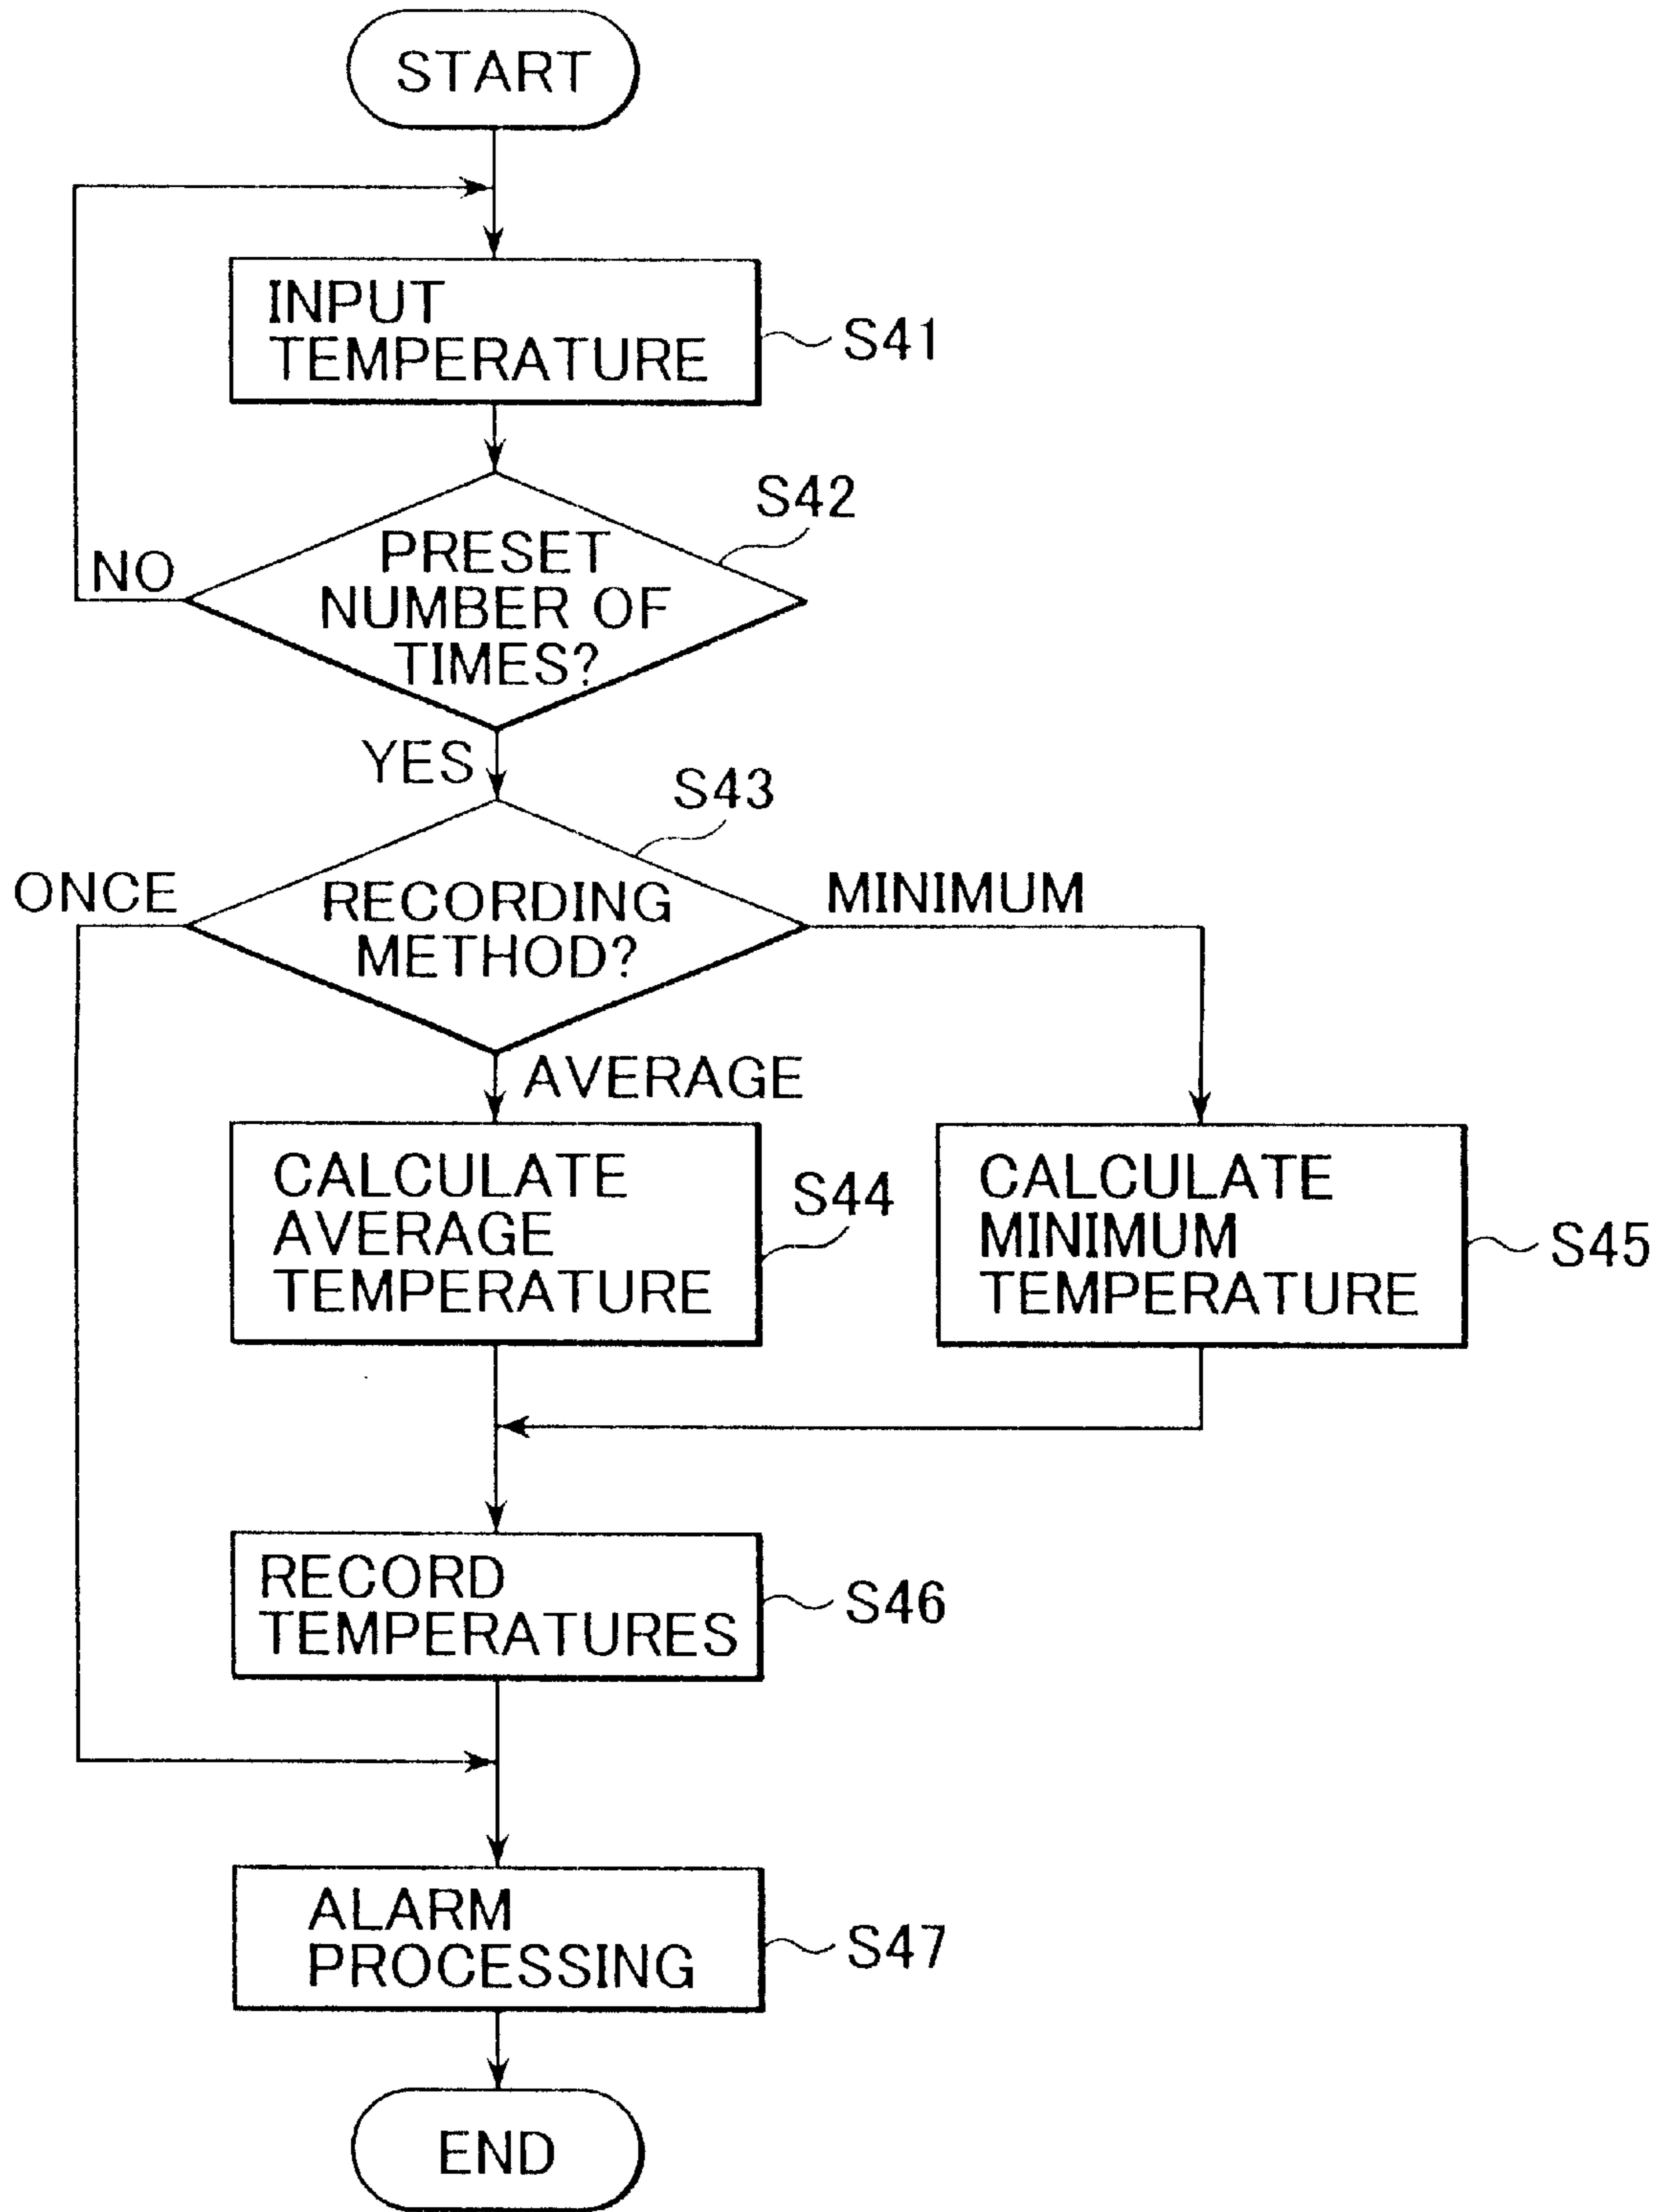 START
INPUT
TEMPERATURE
S41
S42
PRESET
NUMBER OF
TIMES?
NO
YES
S43
ONCE
RECORDING
METHOD?
MINIMUM
AVERAGE
CALCULATE
AVERAGE
TEMPERATURE
S44
CALCULATE
MINIMUM
TEMPERATURE
S45
RECORD
TEMPERATURES
S46
ALARM
PROCESSING
S47
END